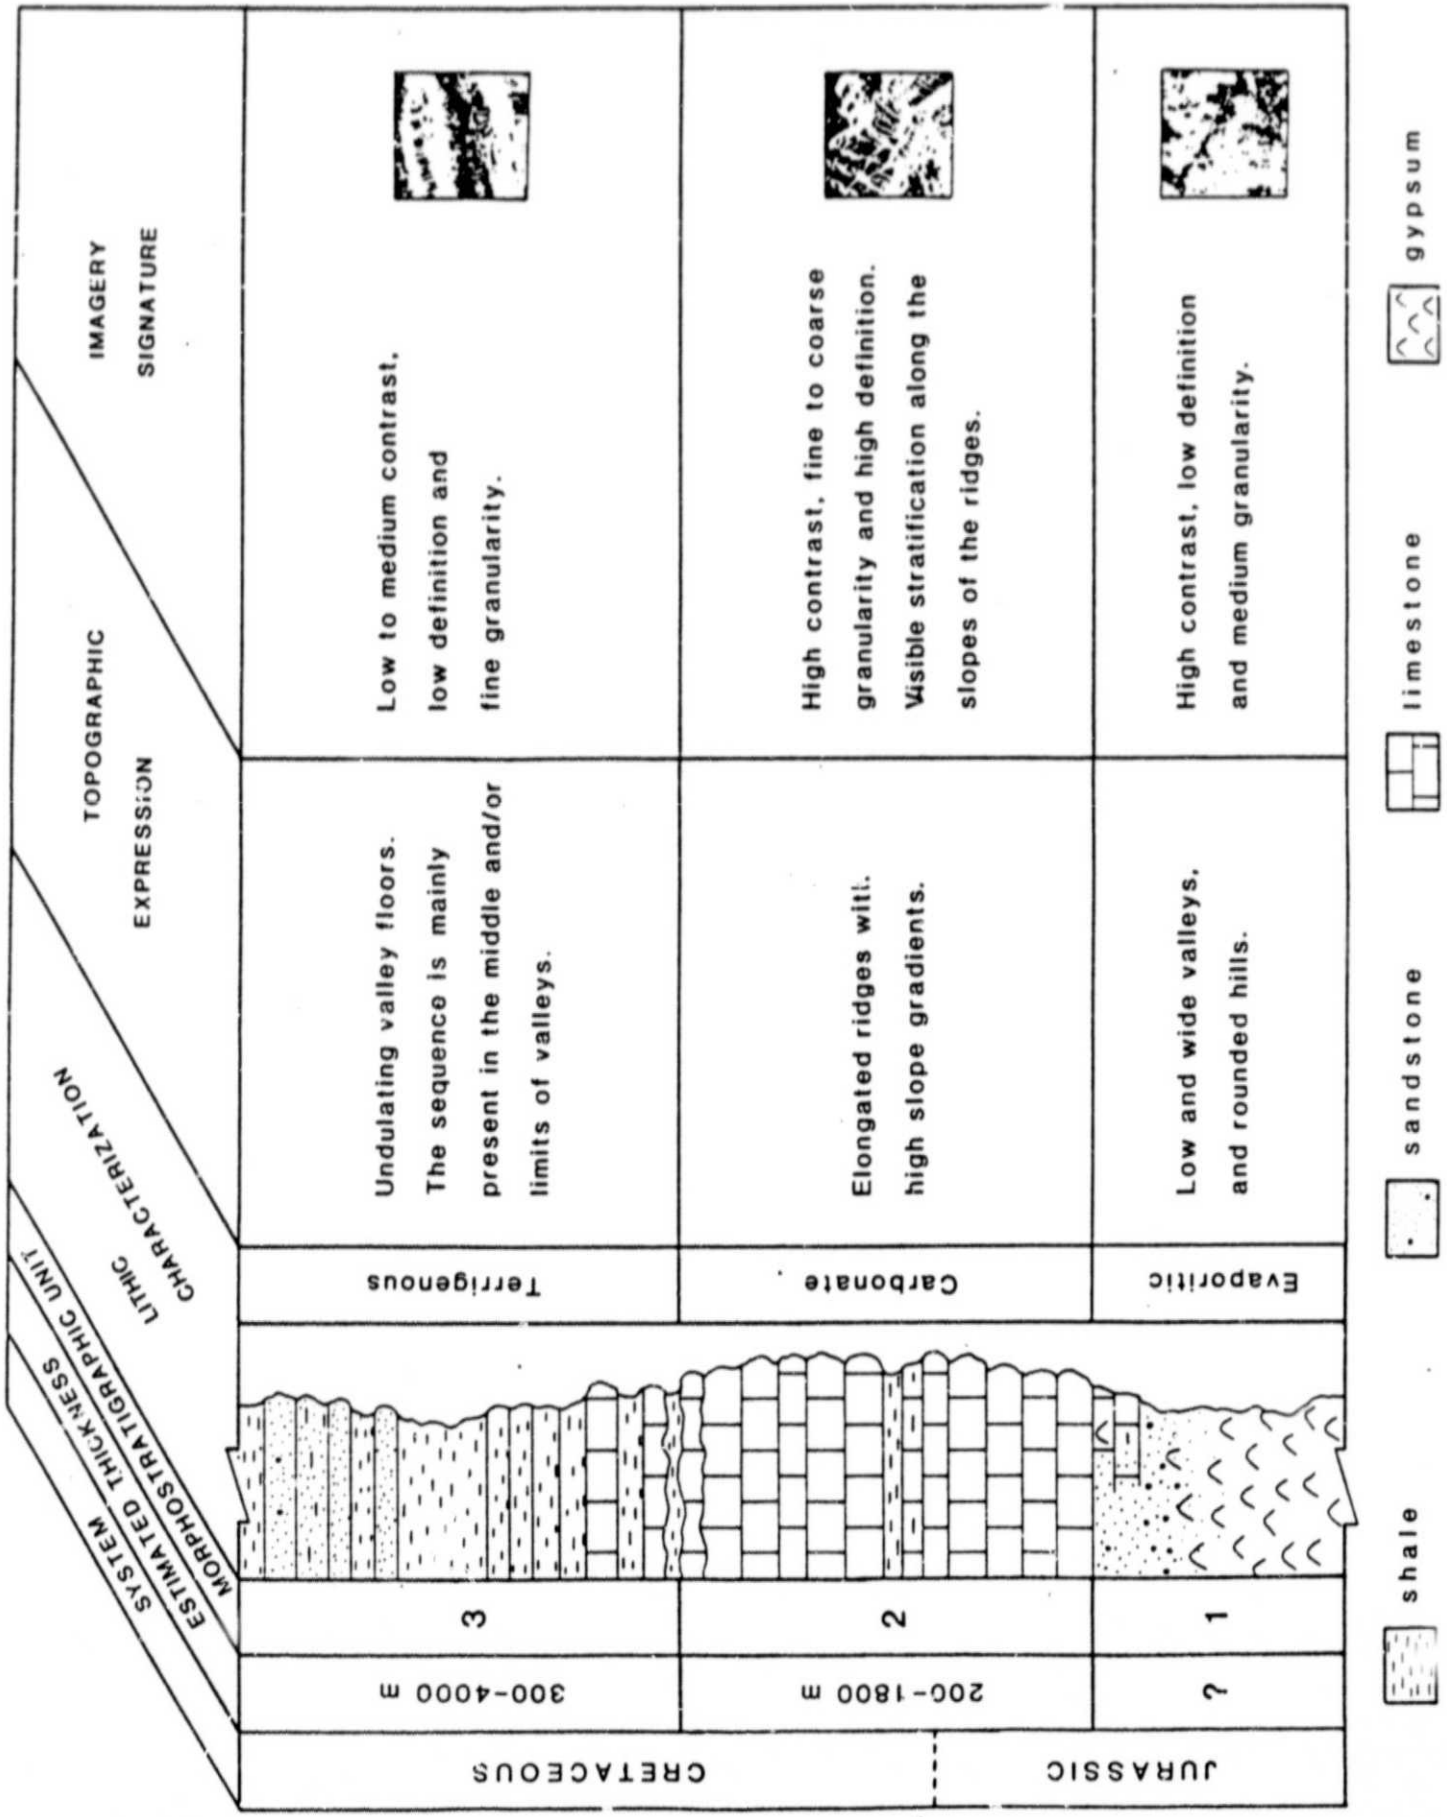 SYSTEM
ESTIMATED THICKNESS
MORPHOSTRATIGRAPHIC UNIT
LITHIC
CHARACTERIZATION
TOPOGRAPHIC
EXPRESSION
IMAGERY
SIGNATURE
CRETACEOUS
300-4000 m
3
Terrigenous
Undulating valley floors.
The sequence is mainly
present in the middle and/or
limits of valleys.
Low to medium contrast,
low definition and
fine granularity.
200-1800 m
2
Carbonate
Elongated ridges with
high slope gradients.
High contrast, fine to coarse
granularity and high definition.
Visible stratification along the
slopes of the ridges.
JURASSIC
?
1
Evaporitic
Low and wide valleys,
and rounded hills.
High contrast, low definition
and medium granularity.
shale
sandstone
limestone
gypsum